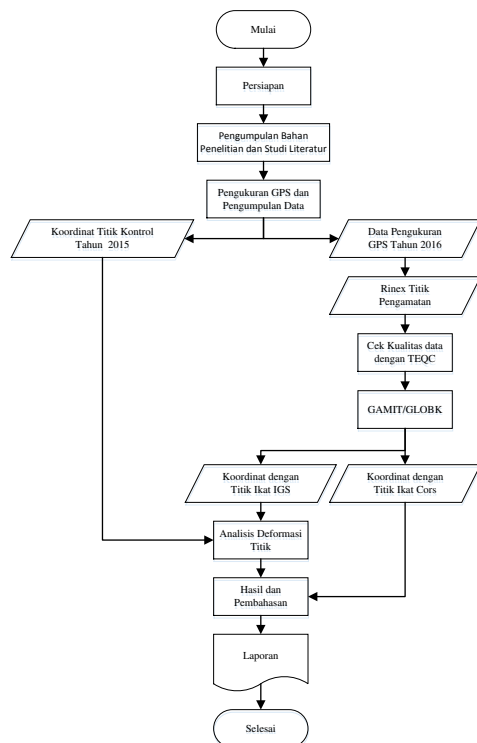 Mulai
Persiapan
Pengumpulan Bahan
Penelitian dan Studi Literatur
Pengukuran GPS dan
Pengumpulan Data
Koordinat Titik Kontrol
Tahun 2015
Data Pengukuran
GPS Tahun 2016
Rinex Titik
Pengamatan
Cek Kualitas data
dengan TEQC
GAMIT/GLOBK
Koordinat dengan
Titik Ikat IGS
Koordinat dengan
Titik Ikat Cors
Analisis Deformasi
Titik
Hasil dan
Pembahasan
Laporan
Selesai